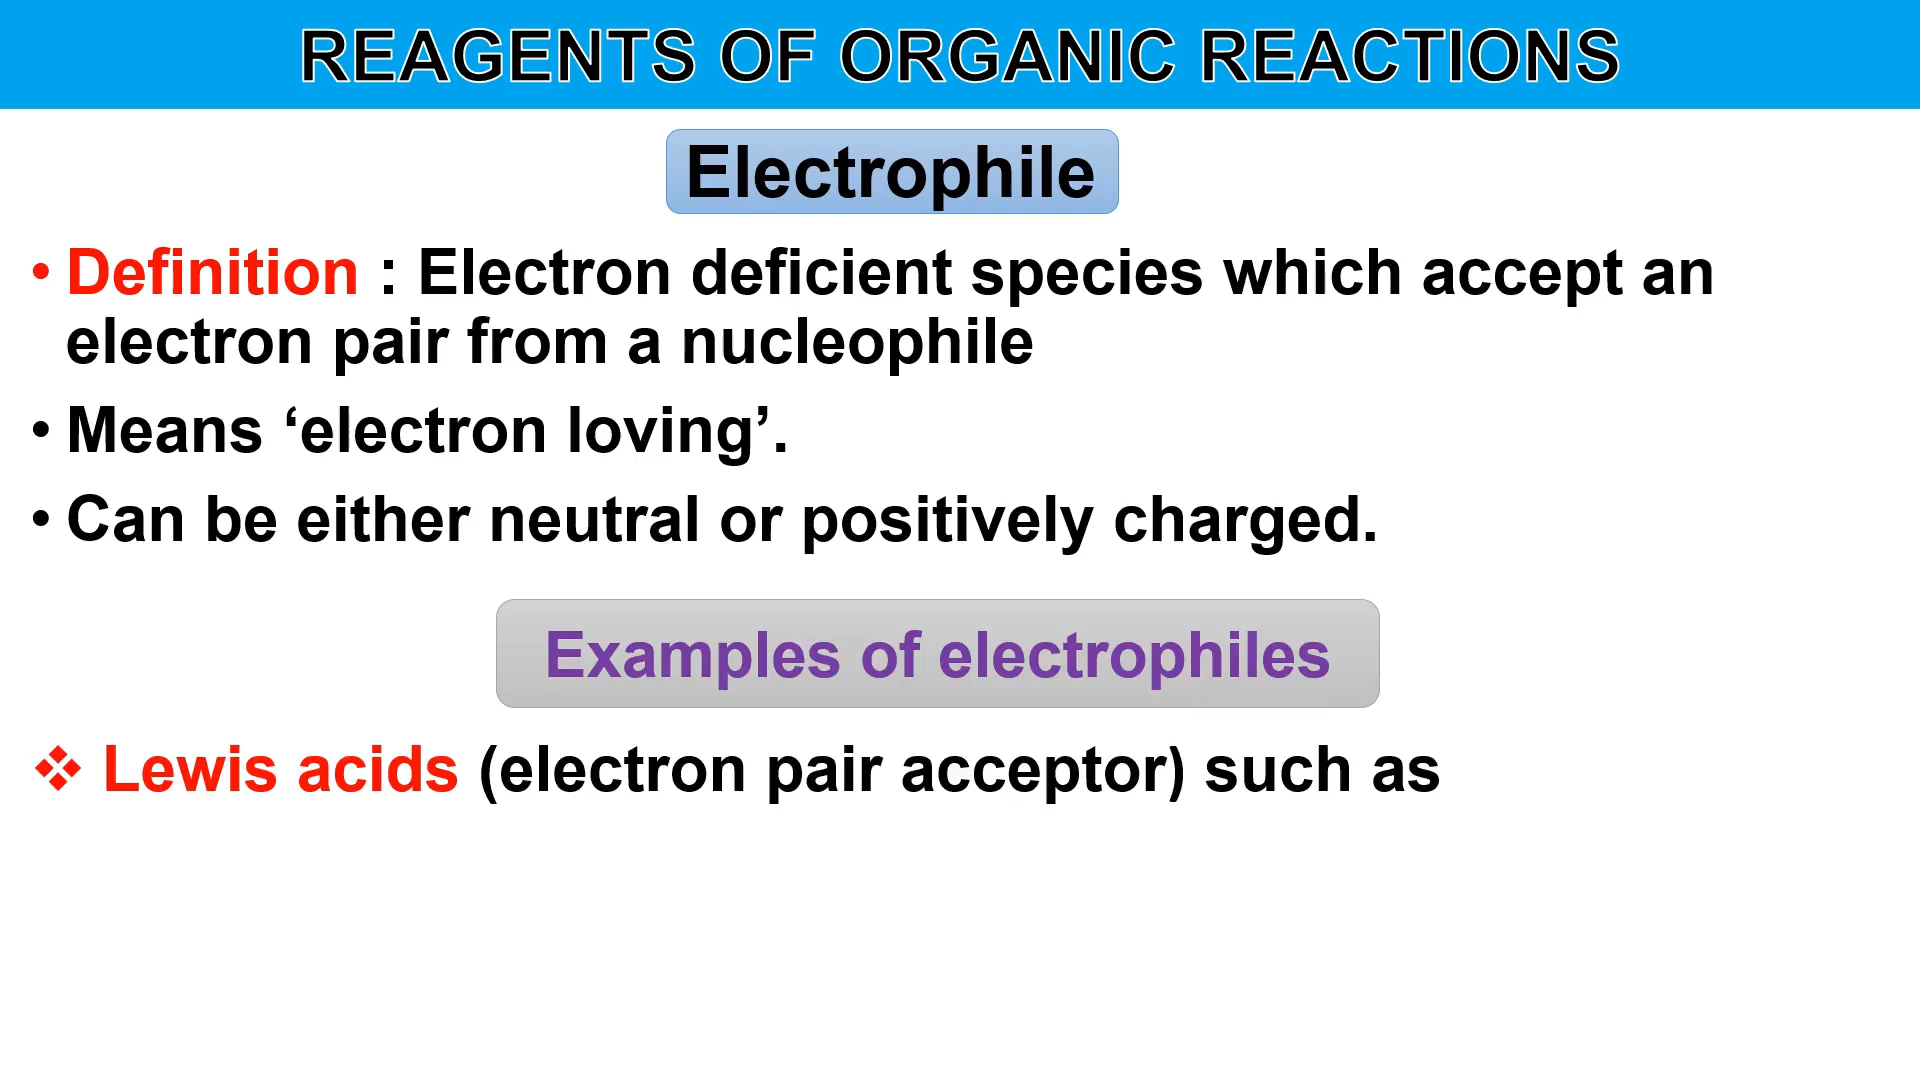 REAGENTS OF ORGANIC REACTIONS
Electrophile
• Definition : Electron deficient species which accept an
electron pair from a nucleophile
• Means ‘electron loving’.
• Can be either neutral or positively charged.
Examples of electrophiles
❖ Lewis acids (electron pair acceptor) such as